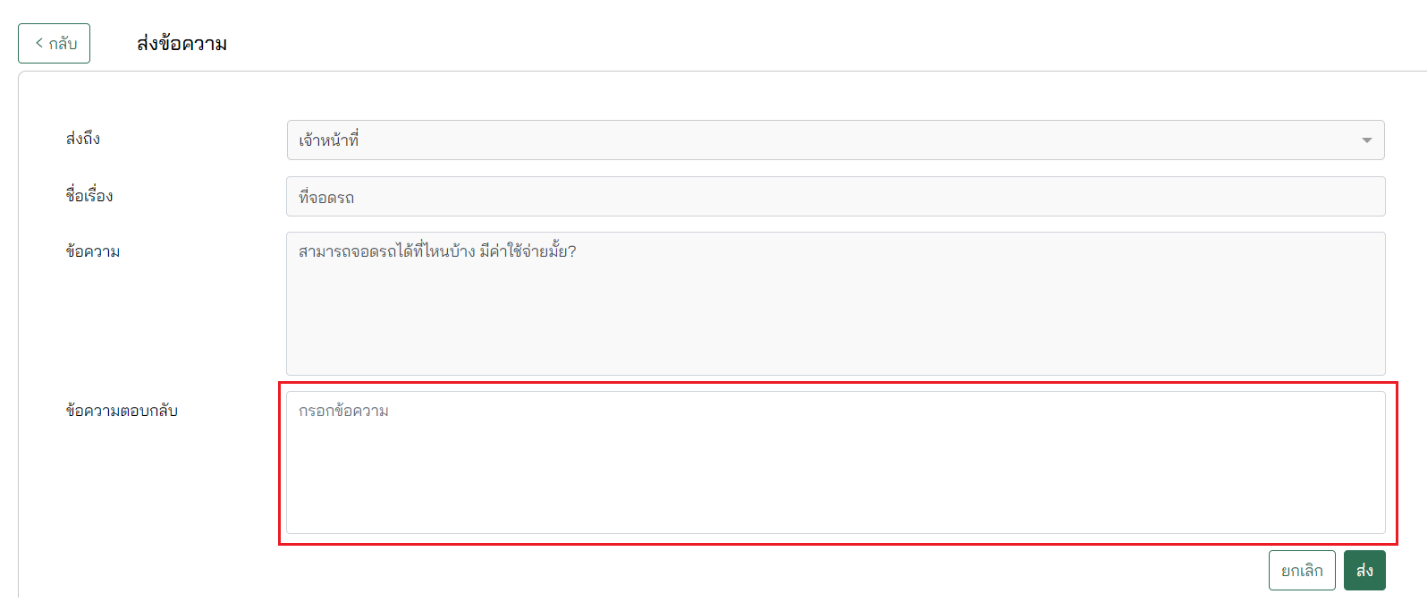 < กลับ ส่งข้อความ
ส่งถึง เจ้าหน้าที่
ชื่อเรื่อง ที่จอดรถ
ข้อความ สามารถจอดรถได้ที่ไหนบ้าง มีค่าใช้จ่ายมั้ย?
ข้อความตอบกลับ กรอกข้อความ
ยกเลิก ส่ง